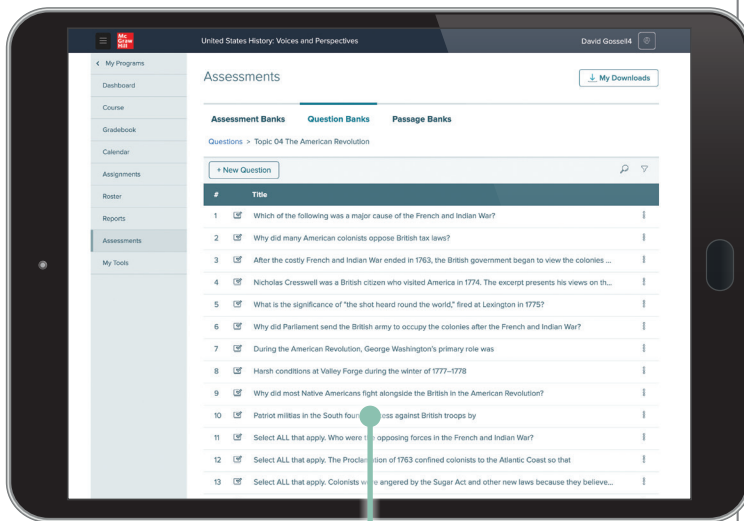 Mc
Graw
Hill
United States History: Voices and Perspectives
David Gossell4
My Programs
Dashboard
Course
Gradebook
Calendar
Assignments
Roster
Reports
Assessments
My Tools
Assessments
My Downloads
Assessment Banks Question Banks Passage Banks
Questions > Topic 04 The American Revolution
+ New Question
# Title
1 Which of the following was a major cause of the French and Indian War?
2 Why did many American colonists oppose British tax laws?
3 After the costly French and Indian War ended in 1763, the British government began to view the colonies ...
4 Nicholas Cresswell was a British citizen who visited America in 1774. The excerpt presents his views on th...
5 What is the significance of "the shot heard round the world," fired at Lexington in 1775?
6 Why did Parliament send the British army to occupy the colonies after the French and Indian War?
7 During the American Revolution, George Washington's primary role was
8 Harsh conditions at Valley Forge during the winter of 1777–1778
9 Why did most Native Americans fight alongside the British in the American Revolution?
10 Patriot militias in the South against British troops by
11 Select ALL that apply. Who were opposing forces in the French and Indian War?
12 Select ALL that apply. The of 1763 confined colonists to the Atlantic Coast so that
13 Select ALL that apply. Colonists angered by the Sugar Act and other new laws because they believe...